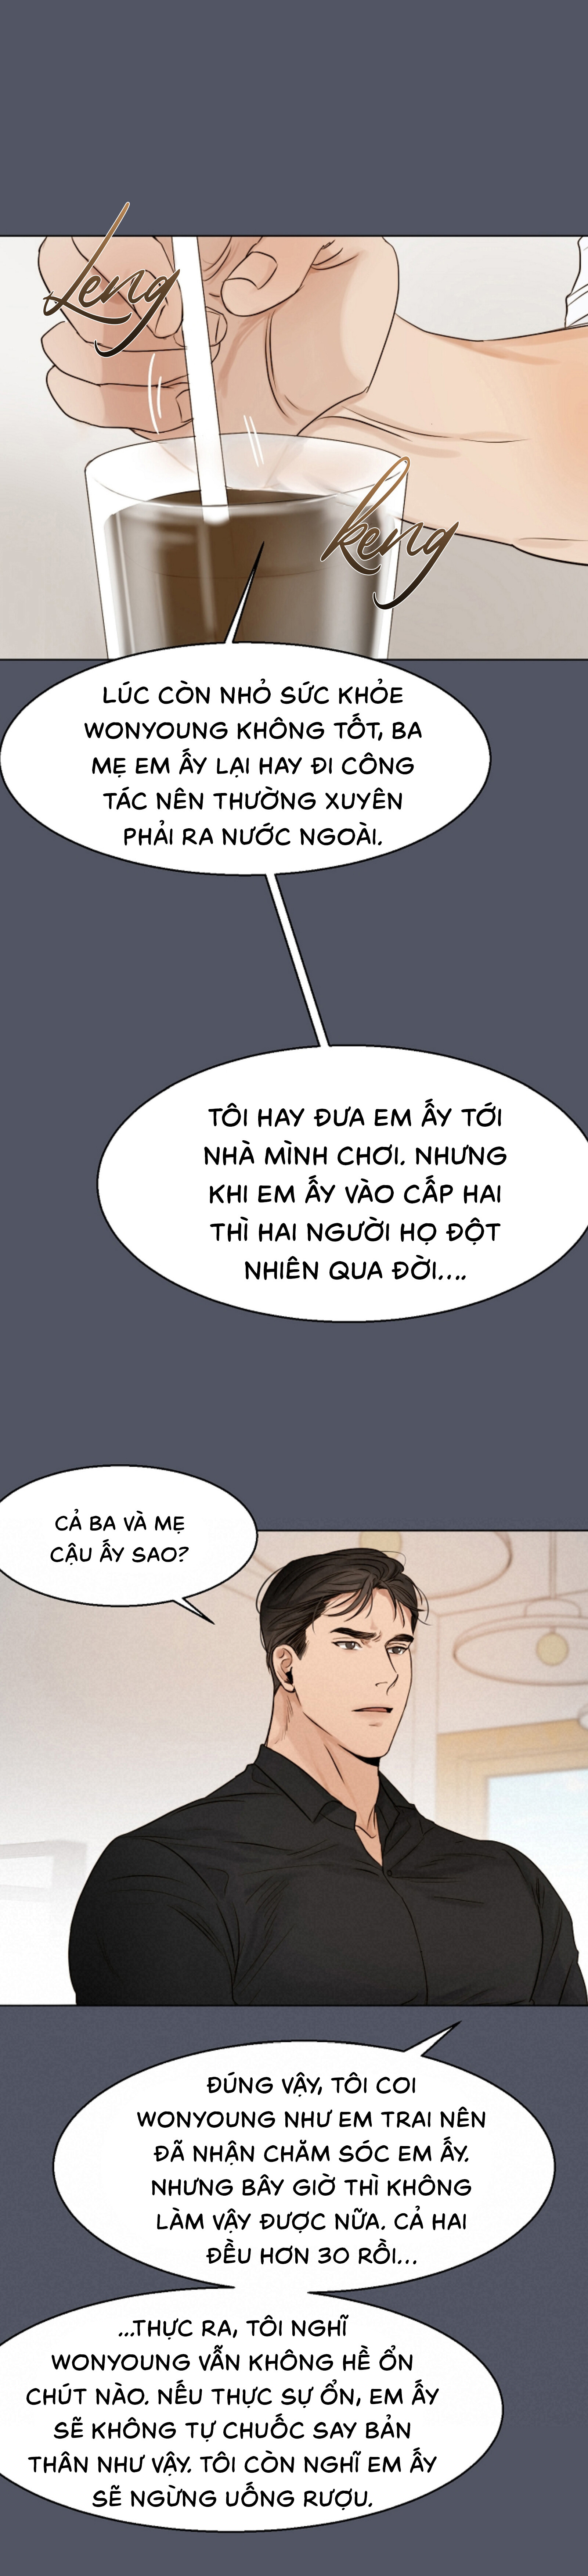 Leng
keng
LÚC CÒN NHỎ SỨC KHỎE
WONYOUNG KHÔNG TỐT, BA
MẸ EM ẤY LẠI HAY ĐI CÔNG
TÁC NÊN THƯỜNG XUYÊN
PHẢI RA NƯỚC NGOÀI.
TÔI HAY ĐƯA EM ẤY TỚI
NHÀ MÌNH CHƠI. NHƯNG
KHI EM ẤY VÀO CẤP HAI
THÌ HAI NGƯỜI HỌ ĐỘT
NHIÊN QUA ĐỜI....
CẢ BA VÀ MẸ
CẬU ẤY SAO?
ĐÚNG VẬY, TÔI COI
WONYOUNG NHƯ EM TRAI NÊN
ĐÃ NHẬN CHĂM SÓC EM ẤY.
NHƯNG BÂY GIỜ THÌ KHÔNG
LÀM VẬY ĐƯỢC NỮA. CẢ HAI
ĐỀU HƠN 30 RỒI...
...THỰC RA, TÔI NGHĨ
WONYOUNG VẪN KHÔNG HỀ ỔN
CHÚT NÀO. NẾU THỰC SỰ ỔN, EM ẤY
SẼ KHÔNG TỰ CHUỐC SAY BẢN
THÂN NHƯ VẬY. TÔI CÒN NGHĨ EM ẤY
SẼ NGỪNG UỐNG RƯỢU.